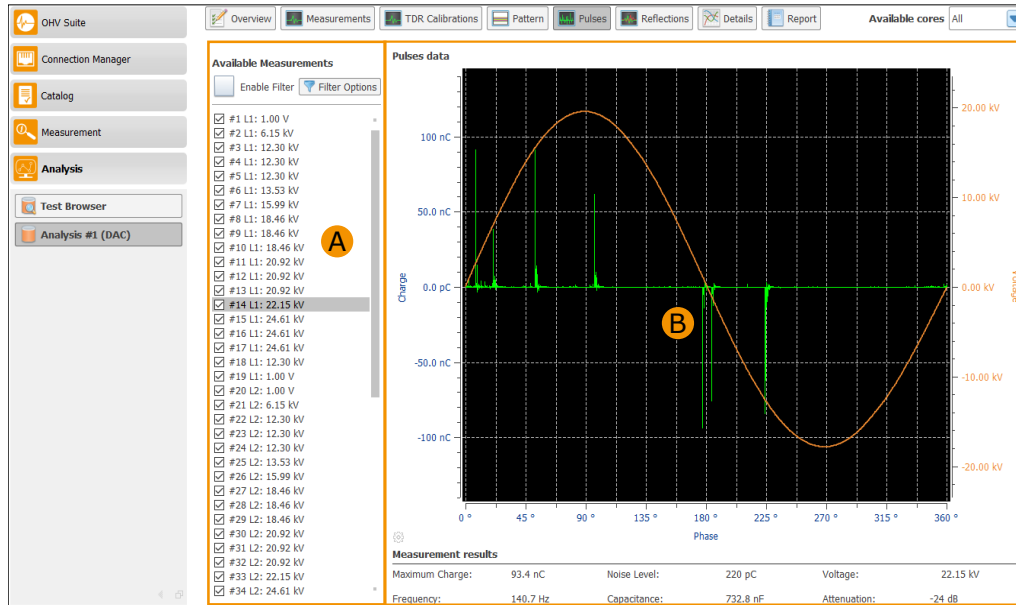 OHV Suite
Connection Manager
Catalog
Measurement
Analysis
Test Browser
Analysis #1 (DAC)
Overview Measurements TDR Calibrations Pattern Pulses Reflections Details Report Available cores All
Available Measurements
Enable Filter Filter Options
#1 L1: 1.00 V
#2 L1: 6.15 kV
#3 L1: 12.30 kV
#4 L1: 12.30 kV
#5 L1: 12.30 kV
#6 L1: 13.53 kV
#7 L1: 15.99 kV
#8 L1: 18.46 kV
#9 L1: 18.46 kV
#10 L1: 18.46 kV
#11 L1: 20.92 kV
#12 L1: 20.92 kV
#13 L1: 20.92 kV
#14 L1: 22.15 kV
#15 L1: 24.61 kV
#16 L1: 24.61 kV
#17 L1: 24.61 kV
#18 L1: 12.30 kV
#19 L1: 1.00 V
#20 L2: 1.00 V
#21 L2: 6.15 kV
#22 L2: 12.30 kV
#23 L2: 12.30 kV
#24 L2: 12.30 kV
#25 L2: 13.53 kV
#26 L2: 15.99 kV
#27 L2: 18.46 kV
#28 L2: 18.46 kV
#29 L2: 18.46 kV
#30 L2: 20.92 kV
#31 L2: 20.92 kV
#32 L2: 20.92 kV
#33 L2: 22.15 kV
#34 L2: 24.61 kV
A
Pulses data
100 nC
50.0 nC
0.0 pC
-50.0 nC
-100 nC
Charge
B
20.00 kV
10.00 kV
0.00 kV
-10.00 kV
-20.00 kV
Voltage
0 ° 45 ° 90 ° 135 ° 180 ° 225 ° 270 ° 315 ° 360 °
Phase
Measurement results
Maximum Charge: 93.4 nC Noise Level: 220 pC Voltage: 22.15 kV
Frequency: 140.7 Hz Capacitance: 732.8 nF Attenuation: -24 dB